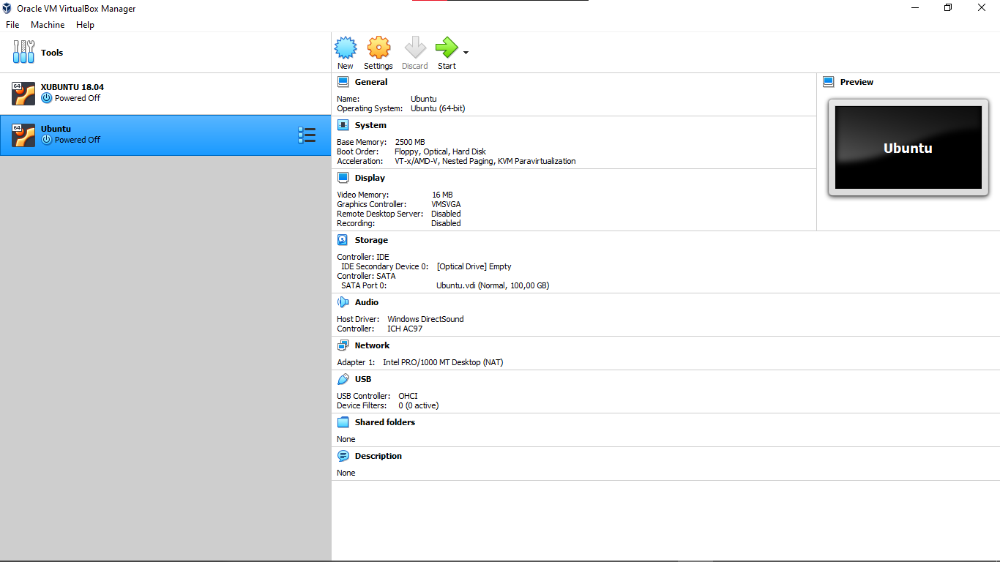 Oracle VM VirtualBox Manager
File Machine Help
Tools
New Settings Discard Start
64
XUBUNTU 18.04
Powered Off
64
Ubuntu
Powered Off
General
Name: Ubuntu
Operating System: Ubuntu (64-bit)
System
Base Memory: 2500 MB
Boot Order: Floppy, Optical, Hard Disk
Acceleration: VT-x/AMD-V, Nested Paging, KVM Paravirtualization
Display
Video Memory: 16 MB
Graphics Controller: VMSVGA
Remote Desktop Server: Disabled
Recording: Disabled
Preview
Ubuntu
Storage
Controller: IDE
IDE Secondary Device 0: [Optical Drive] Empty
Controller: SATA
SATA Port 0: Ubuntu.vdi (Normal, 100,00 GB)
Audio
Host Driver: Windows DirectSound
Controller: ICH AC97
Network
Adapter 1: Intel PRO/1000 MT Desktop (NAT)
USB
USB Controller: OHCI
Device Filters: 0 (0 active)
Shared folders
None
Description
None